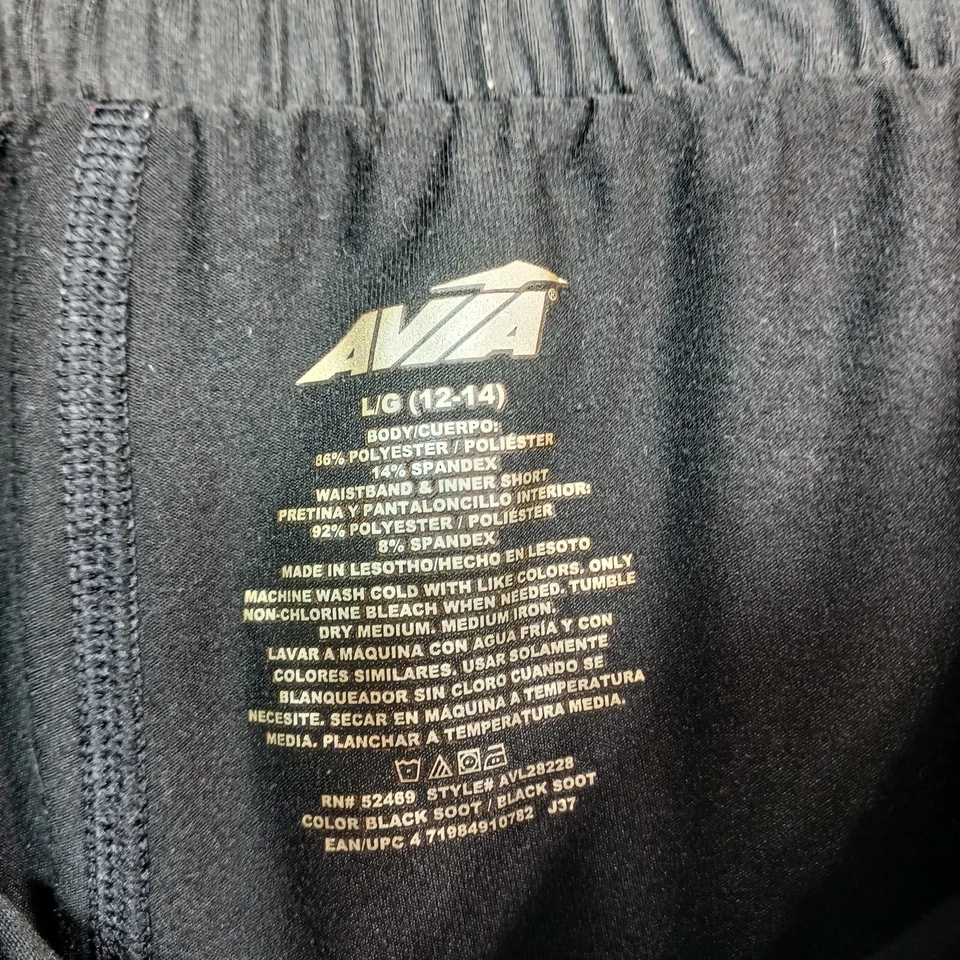 AVIA®
L/G (12-14)
BODY/CUERPO:
86% POLYESTER / POLIÉSTER
14% SPANDEX
WAISTBAND & INNER SHORT
PRETINA Y PANTALONCILLO INTERIOR:
92% POLYESTER / POLIÉSTER
8% SPANDEX
MADE IN LESOTHO/HECHO EN LESOTO
MACHINE WASH COLD WITH LIKE COLORS. ONLY
NON-CHLORINE BLEACH WHEN NEEDED. TUMBLE
DRY MEDIUM. MEDIUM IRON.
LAVAR A MÁQUINA CON AGUA FRÍA Y CON
COLORES SIMILARES. USAR SOLAMENTE
BLANQUEADOR SIN CLORO CUANDO SE
NECESITE. SECAR EN MÁQUINA A TEMPERATURA
MEDIA. PLANCHAR A TEMPERATURA MEDIA.
RN# 52469 STYLE# AVL28228
COLOR BLACK SOOT / BLACK SOOT
EAN/UPC 4 71984910782 J37